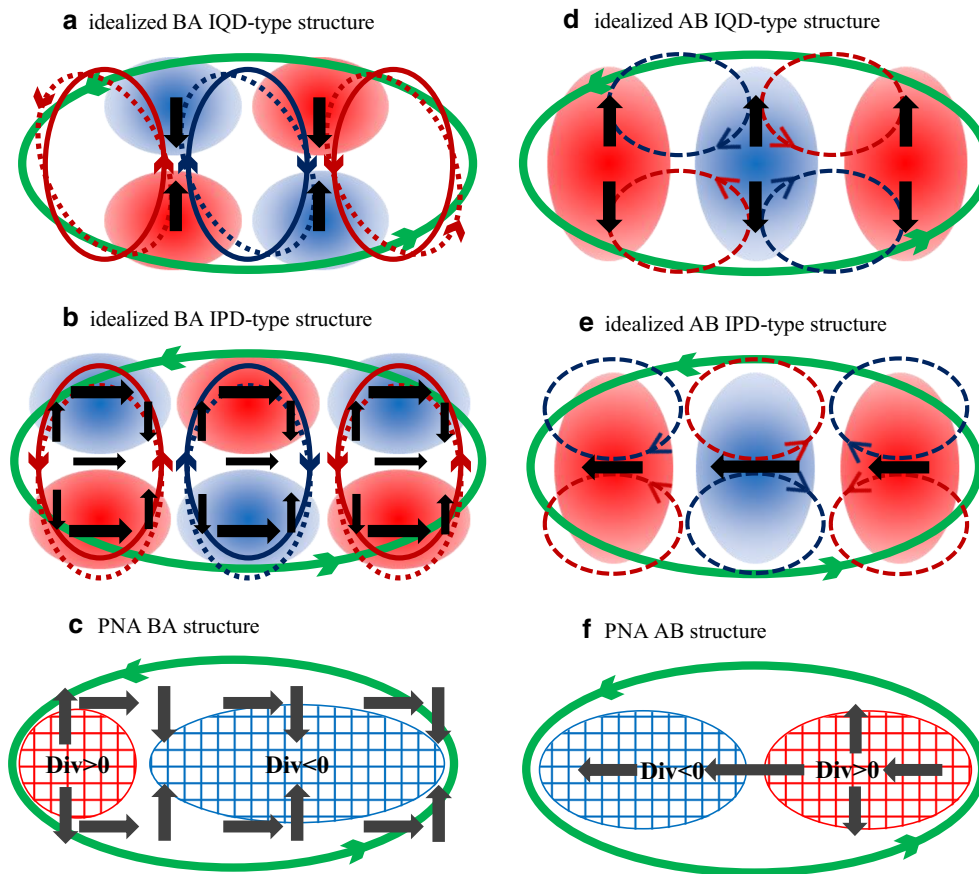 a idealized BA IQD-type structure
d idealized AB IQD-type structure
b idealized BA IPD-type structure
e idealized AB IPD-type structure
c PNA BA structure
f PNA AB structure
Div>0
Div<0
Div<0
Div>0